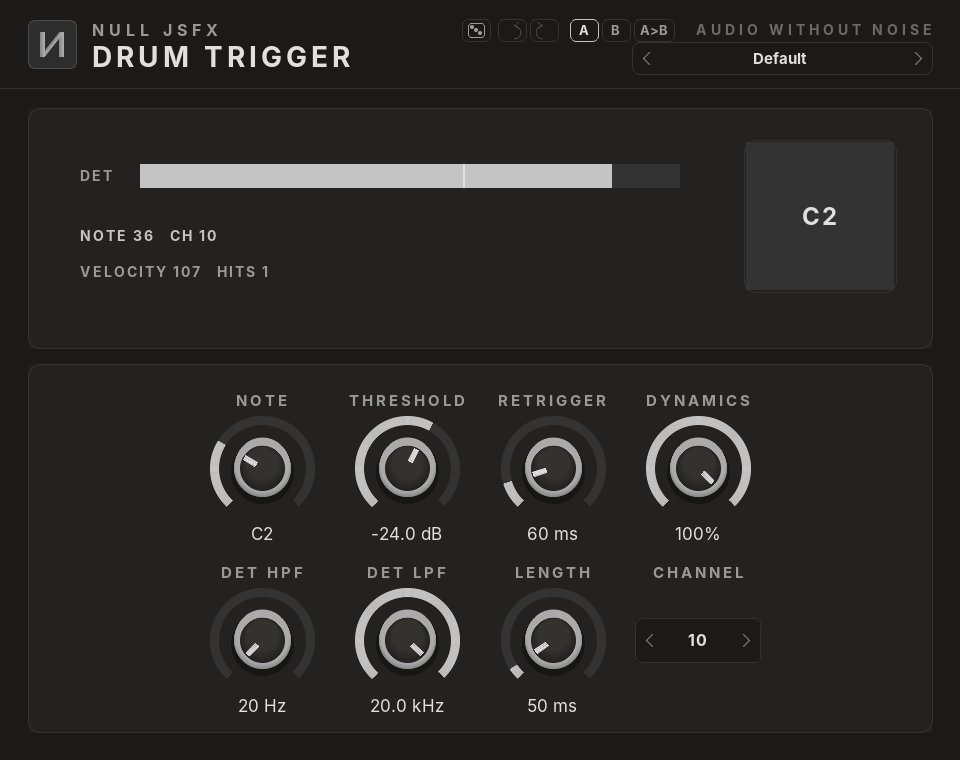 NULL JSFX
DRUM TRIGGER
A B A>B AUDIO WITHOUT NOISE
Default
DET
C2
NOTE 36 CH 10
VELOCITY 107 HITS 1
NOTE THRESHOLD RETRIGGER DYNAMICS
C2 -24.0 dB 60 ms 100%
DET HPF DET LPF LENGTH CHANNEL
10
20 Hz 20.0 kHz 50 ms